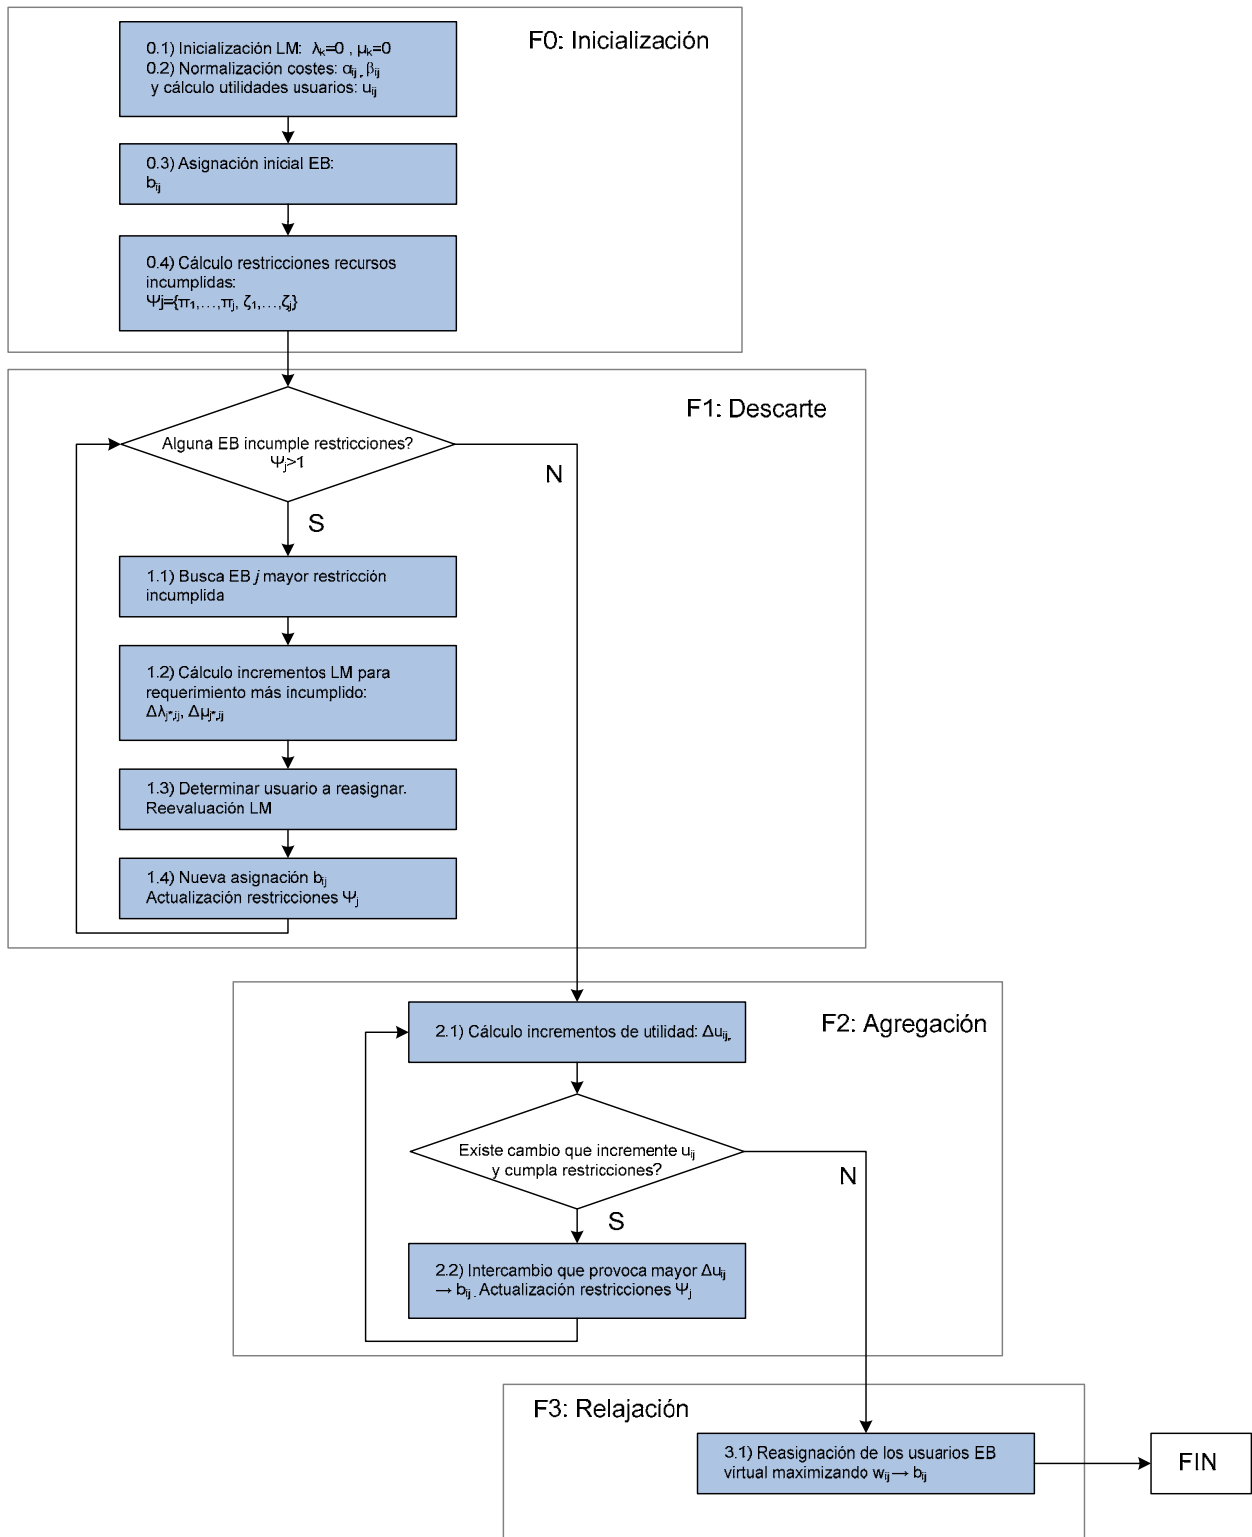 F0: Inicialización
0.1) Inicialización LM: λk=0 , μk=0
0.2) Normalización costes: αij , βij
y cálculo utilidades usuarios: uij
0.3) Asignación inicial EB:
bij
0.4) Cálculo restricciones recursos
incumplidas:
Ψj={π1,…,πj, ζ1,…,ζj}
F1: Descarte
Alguna EB incumple restricciones?
Ψj>1
N
S
1.1) Busca EB j mayor restricción
incumplida
1.2) Cálculo incrementos LM para
requerimiento más incumplido:
Δλj*,ij, Δμj*,ij
1.3) Determinar usuario a reasignar.
Reevaluación LM
1.4) Nueva asignación bij
Actualización restricciones Ψj
F2: Agregación
2.1) Cálculo incrementos de utilidad: Δuij,
Existe cambio que incremente uij
y cumpla restricciones?
N
S
2.2) Intercambio que provoca mayor Δuij
→ bij . Actualización restricciones Ψj
F3: Relajación
3.1) Reasignación de los usuarios EB
virtual maximizando wij → bij
FIN